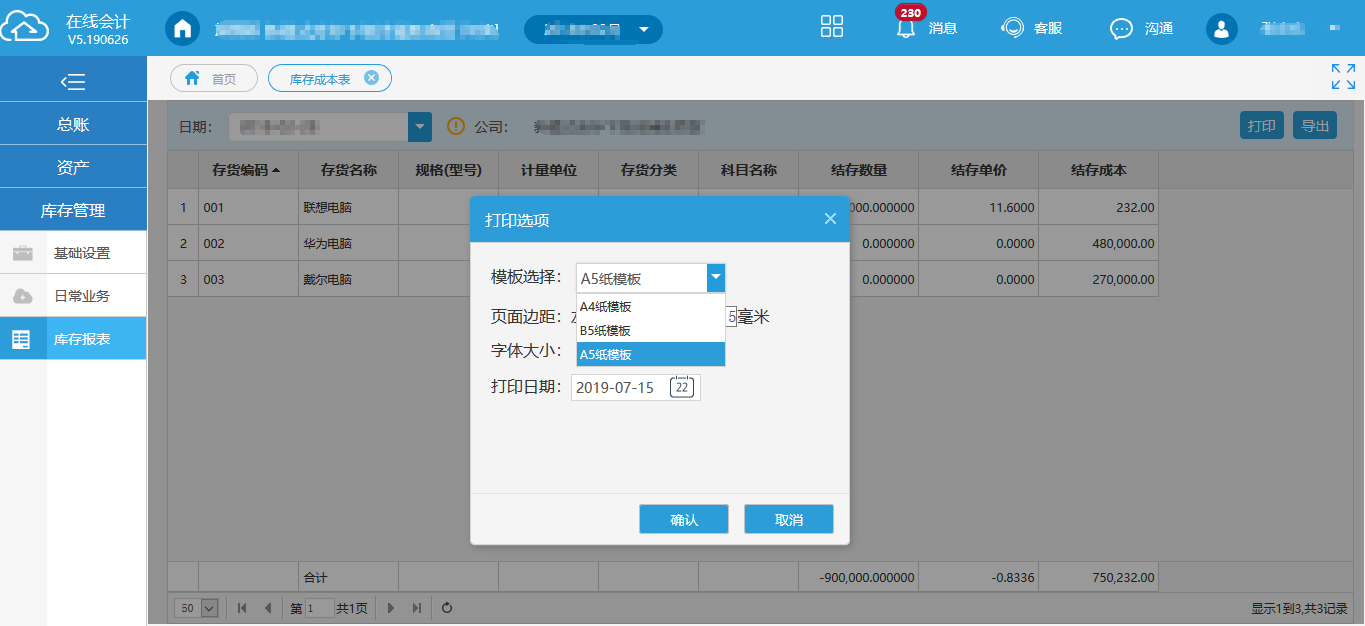 在线会计
V5.190626
230
消息
客服
沟通
首页
库存成本表
总账
资产
库存管理
基础设置
日常业务
库存报表
日期：
公司：
打印
导出
存货编码 存货名称 规格(型号) 计量单位 存货分类 科目名称 结存数量 结存单价 结存成本
1 001 联想电脑 000.000000 11.6000 232.00
2 002 华为电脑 0.000000 0.0000 480,000.00
3 003 戴尔电脑 0.000000 0.0000 270,000.00
打印选项
模板选择： A5纸模板
A4纸模板
B5纸模板
A5纸模板
页面边距： 5毫米
字体大小：
打印日期： 2019-07-15 22
确认 取消
合计 -900,000.000000 -0.8336 750,232.00
50 第 1 共1页
显示1到3,共3记录